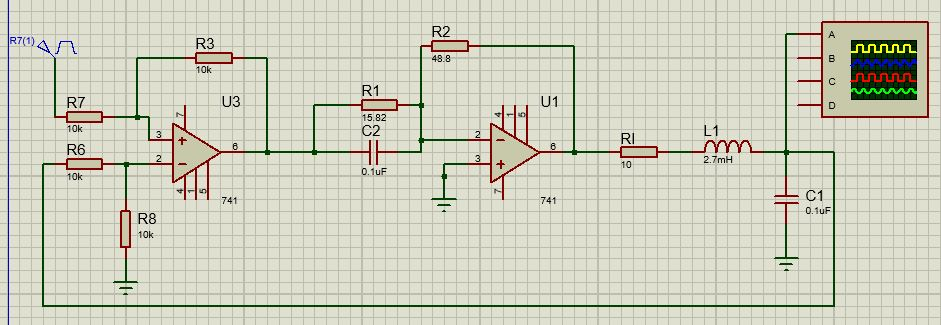 R7(1)
R3
10k
R7
10k
R6
10k
R8
10k
U3
7
3
2
6
4
1
5
741
R1
15.82
C2
0.1uF
R2
48.8
U1
4
1
5
2
3
6
7
741
Rl
10
L1
2.7mH
C1
0.1uF
A
B
C
D